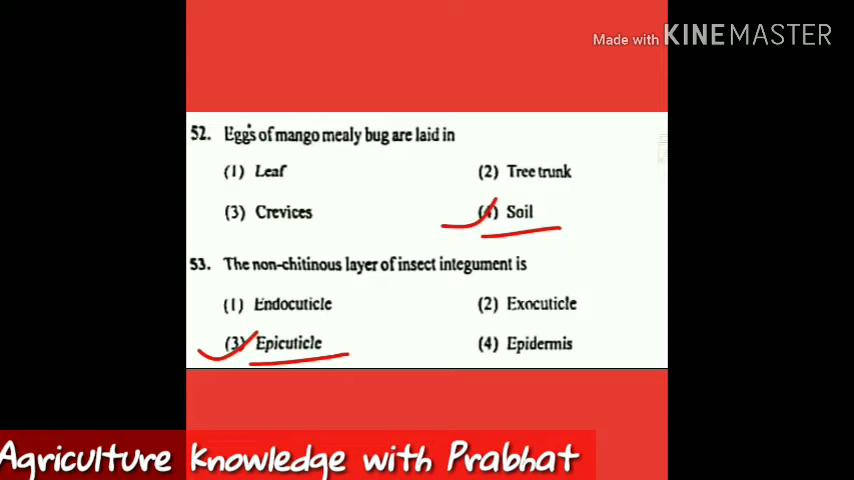 Made with KINEMASTER
52. Eggs of mango mealy bug are laid in
(1) Leaf (2) Tree trunk
(3) Crevices (4) Soil
53. The non-chitinous layer of insect integument is
(1) Endocuticle (2) Exocuticle
(3) Epicuticle (4) Epidermis
Agriculture Knowledge with Prabhat